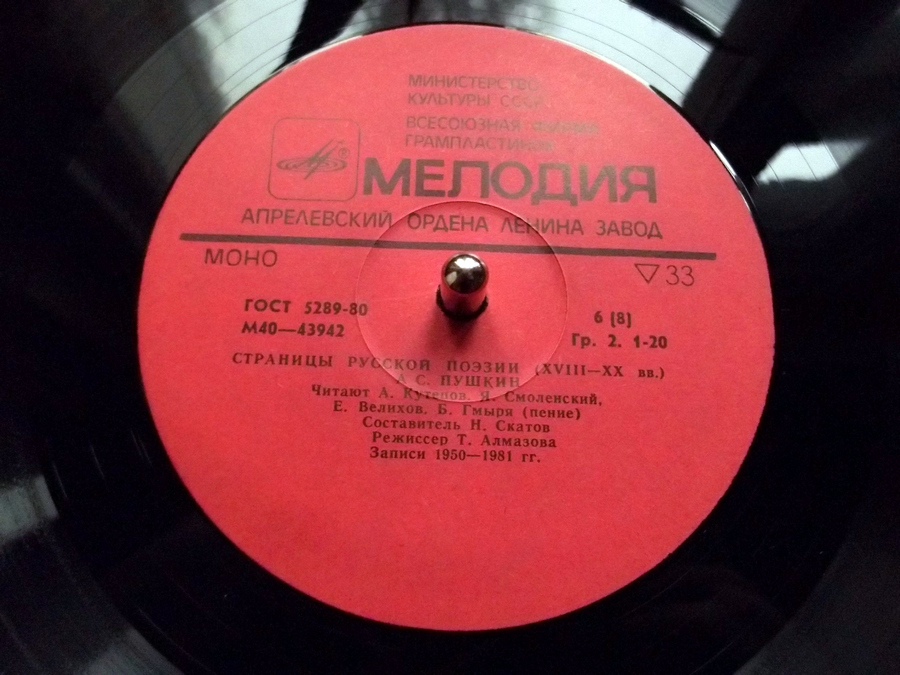 МИНИСТЕРСТВО
КУЛЬТУРЫ СССР
ВСЕСОЮЗНАЯ ФИРМА
ГРАМПЛАСТИНОК
МЕЛОДИЯ
АПРЕЛЕВСКИЙ ОРДЕНА ЛЕНИНА ЗАВОД
МОНО
33
ГОСТ 5289-80
М40—43942
6 (8)
Гр. 2. 1-20
СТРАНИЦЫ РУССКОЙ ПОЭЗИИ (XVIII—XX вв.)
А. С. ПУШКИН
Читают А. Кутепов, Я. Смоленский,
Е. Велихов, Б. Гмыря (пение)
Составитель Н. Скатов
Режиссер Т. Алмазова
Записи 1950—1981 гг.